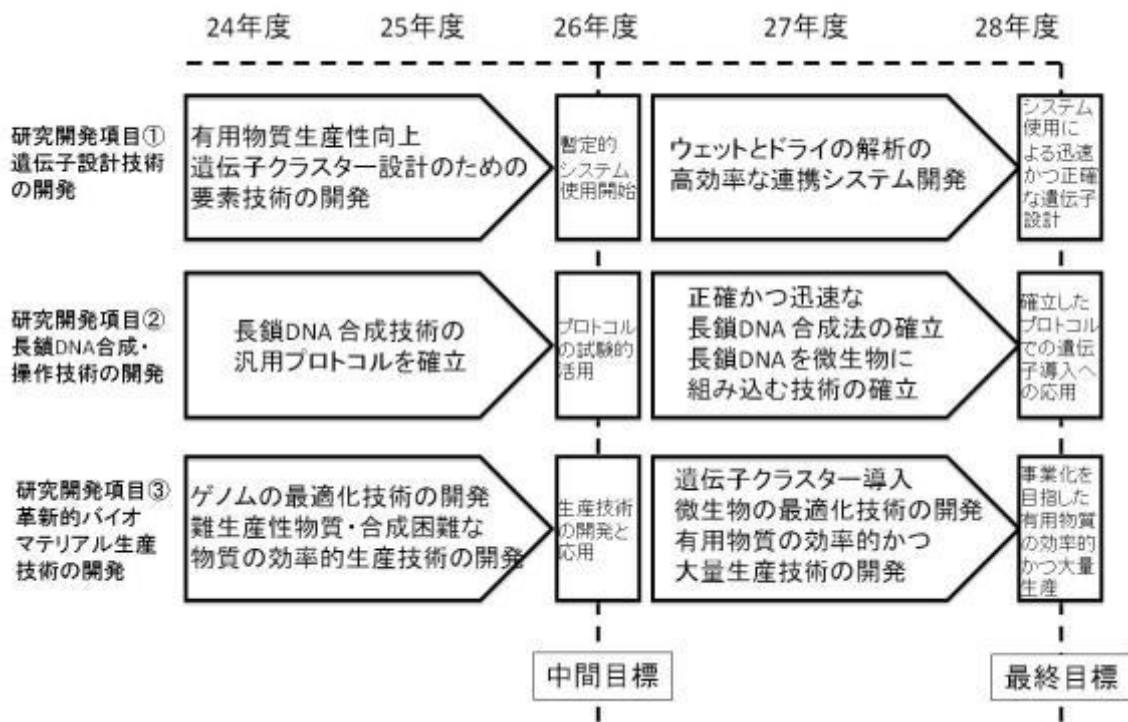 24年度 25年度 26年度 27年度 28年度
研究開発項目①
遺伝子設計技術
の開発
有用物質生産性向上
遺伝子クラスター設計のための
要素技術の開発
暫定的
システム
使用開始
ウェットとドライの解析の
高効率な連携システム開発
システム
使用に
よる迅速
かつ正確
な遺伝子
設計
研究開発項目②
長鎖DNA合成・
操作技術の開発
長鎖DNA合成技術の
汎用プロトコルを確立
プロトコル
の試験的
活用
正確かつ迅速な
長鎖DNA合成法の確立
長鎖DNAを微生物に
組み込む技術の確立
確立した
プロトコル
での遺伝
子導入へ
の応用
研究開発項目③
革新的バイオ
マテリアル生産
技術の開発
ゲノムの最適化技術の開発
難生産性物質・合成困難な
物質の効率的生産技術の開発
生産技術
の開発と
応用
遺伝子クラスター導入
微生物の最適化技術の開発
有用物質の効率的かつ
大量生産技術の開発
事業化を
目指した
有用物質
の効率的
かつ大量
生産
中間目標
最終目標